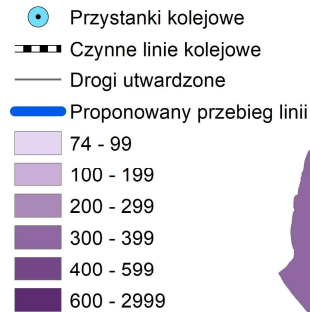 Przystanki kolejowe
Czynne linie kolejowe
Drogi utwardzone
Proponowany przebieg linii
74 - 99
100 - 199
200 - 299
300 - 399
400 - 599
600 - 2999